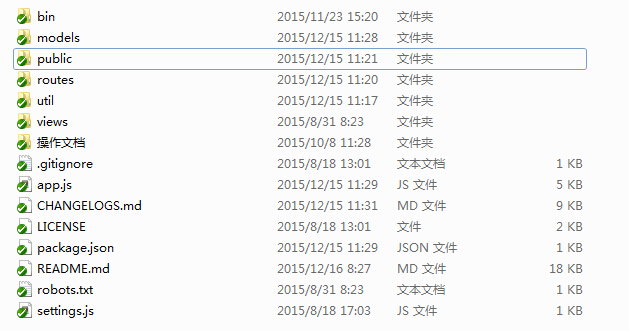 bin 2015/11/23 15:20 文件夹
models 2015/12/15 11:28 文件夹
public 2015/12/15 11:21 文件夹
routes 2015/12/15 11:20 文件夹
util 2015/12/15 11:17 文件夹
views 2015/8/31 8:23 文件夹
操作文档 2015/10/8 11:28 文件夹
.gitignore 2015/8/18 13:01 文本文档 1 KB
app.js 2015/12/15 11:29 JS 文件 5 KB
CHANGELOGS.md 2015/12/15 11:31 MD 文件 9 KB
LICENSE 2015/8/18 13:01 文件 2 KB
package.json 2015/12/15 11:29 JSON 文件 1 KB
README.md 2015/12/16 8:27 MD 文件 18 KB
robots.txt 2015/8/31 8:23 文本文档 1 KB
settings.js 2015/8/18 17:03 JS 文件 1 KB